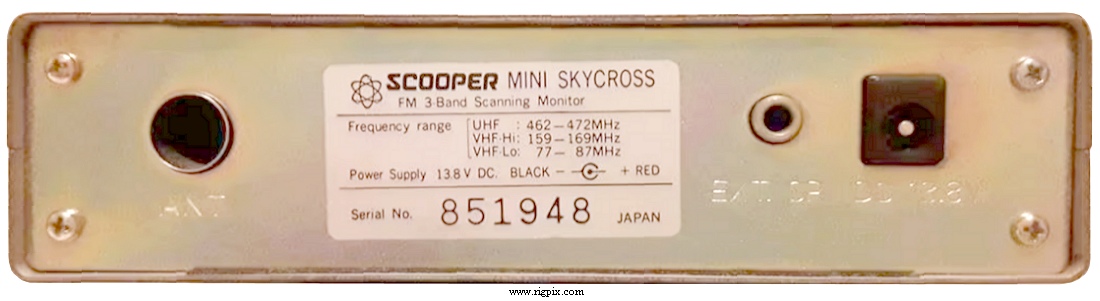 SCOOPER MINI SKYCROSS
FM 3-Band Scanning Monitor
Frequency range [UHF : 462-472MHz
VHF-Hi: 159-169MHz
VHF-Lo: 77- 87MHz
Power Supply 13.8 V DC. BLACK - + RED
Serial No. 851948 JAPAN
ANT
EXT. SP. DC 13.8V
www.rigpix.com